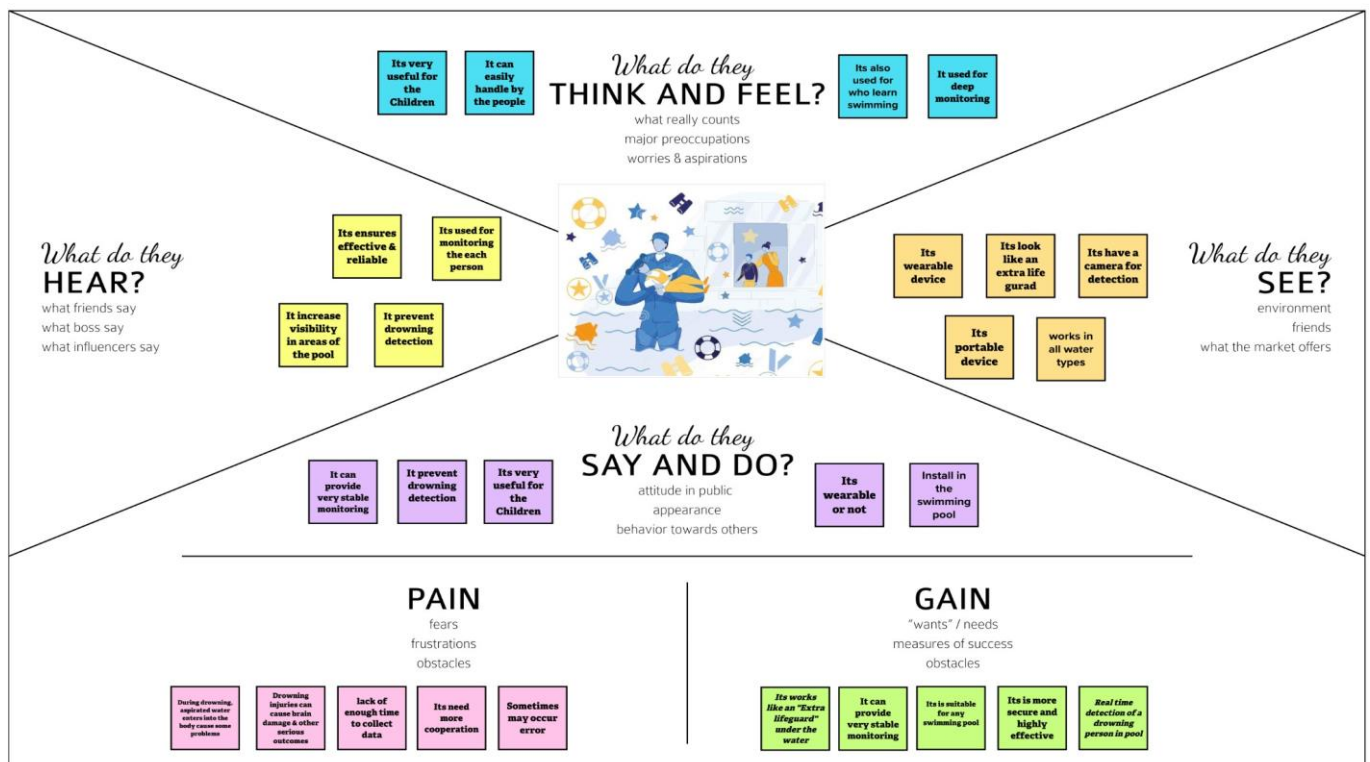 Its very
useful for
the
Children
It can
easily
handle by
the people
What do they
THINK AND FEEL?
what really counts
major preoccupations
worries & aspirations
Its also
used for
who learn
swimming
It used for
deep
monitoring
What do they
HEAR?
what friends say
what boss say
what influencers say
Its ensures
effective &
reliable
Its used for
monitoring
the each
person
It increase
visibility
in areas of
the pool
It prevent
drowning
detection
Its
wearable
device
Its look
like an
extra life
gurad
Its have a
camera for
detection
Its
portable
device
works in
all water
types
What do they
SEE?
environment
friends
what the market offers
It can
provide
very stable
monitoring
It prevent
drowning
detection
Its very
useful for
the
Children
What do they
SAY AND DO?
attitude in public
appearance
behavior towards others
Its
wearable
or not
Install in
the
swimming
pool
PAIN
fears
frustrations
obstacles
During drowning,
aspirated water
enters into the
body cause some
problems
Drowning
injuries can
cause brain
damage & other
serious
outcomes
lack of
enough time
to collect
data
Its need
more
cooperation
Sometimes
may occur
error
GAIN
"wants" / needs
measures of success
obstacles
Its works
like an "Extra
lifeguard"
under the
water
It can
provide
very stable
monitoring
Its is suitable
for any
swimming pool
Its is more
secure and
highly
effective
Real time
detection of a
drowning
person in pool